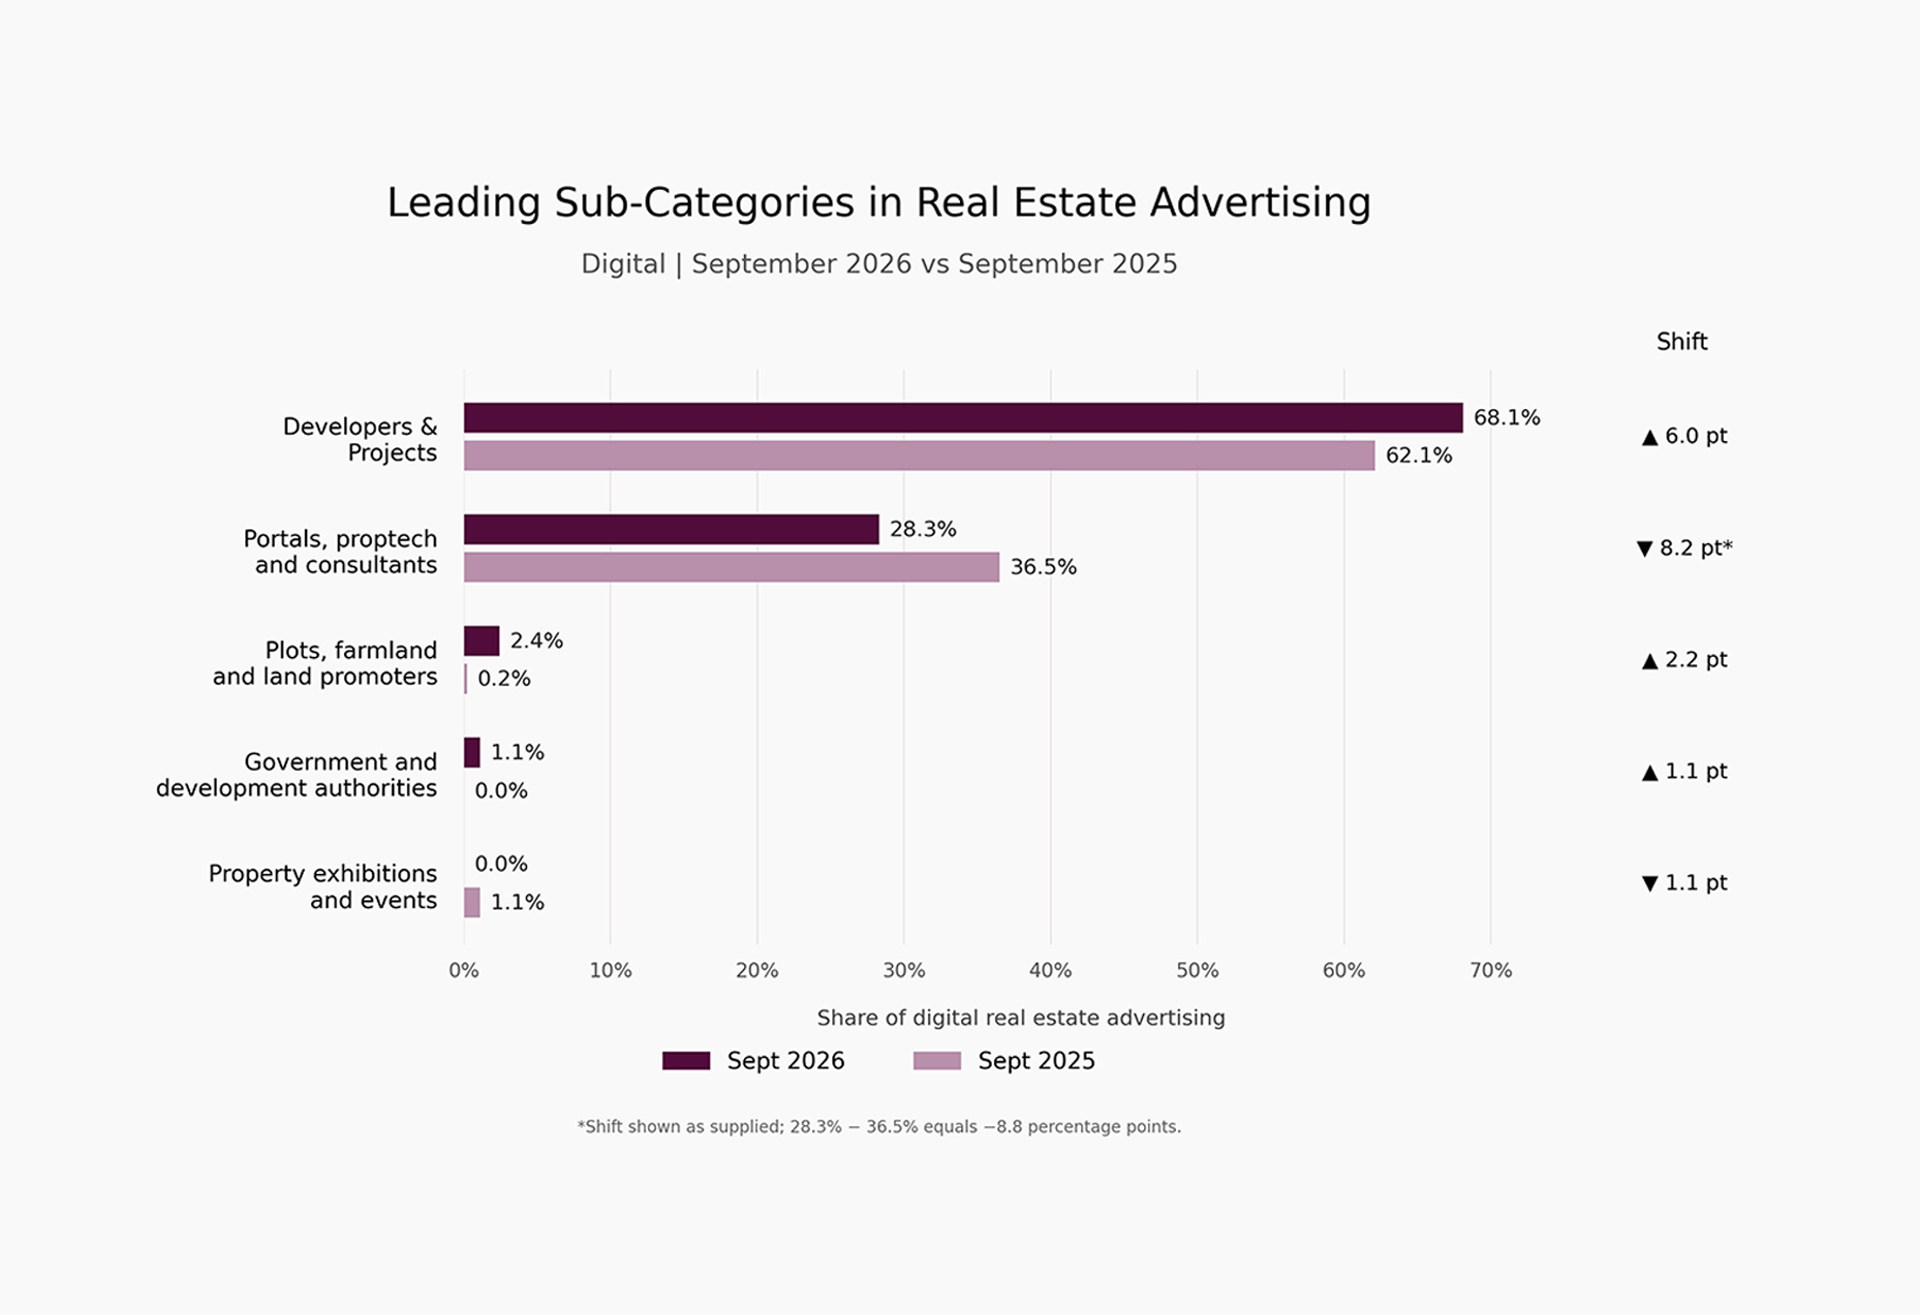 Leading Sub-Categories in Real Estate Advertising
Digital | September 2026 vs September 2025
Shift
Developers &
Projects
68.1%
62.1%
▲ 6.0 pt
Portals, proptech
and consultants
28.3%
36.5%
▼ 8.2 pt*
Plots, farmland
and land promoters
2.4%
0.2%
▲ 2.2 pt
Government and
development authorities
1.1%
0.0%
▲ 1.1 pt
Property exhibitions
and events
0.0%
1.1%
▼ 1.1 pt
0% 10% 20% 30% 40% 50% 60% 70%
Share of digital real estate advertising
Sept 2026 Sept 2025
*Shift shown as supplied; 28.3% − 36.5% equals −8.8 percentage points.